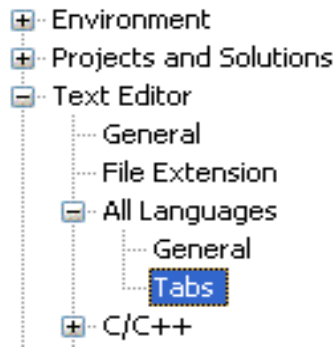 Environment
Projects and Solutions
Text Editor
General
File Extension
All Languages
General
Tabs
C/C++